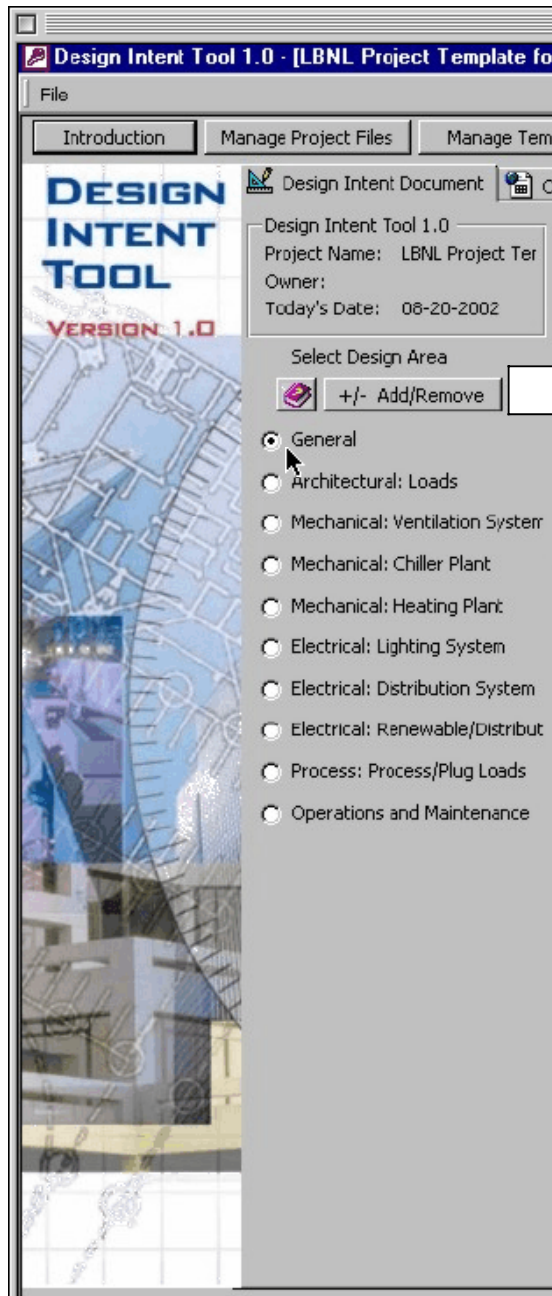 Design Intent Tool 1.0 - [LBNL Project Template fo
File
Introduction
Manage Project Files
Manage Tem
DESIGN
INTENT
TOOL
VERSION 1.0
Design Intent Document
Design Intent Tool 1.0
Project Name: LBNL Project Ter
Owner:
Today's Date: 08-20-2002
Select Design Area
+/- Add/Remove
General
Architectural: Loads
Mechanical: Ventilation System
Mechanical: Chiller Plant
Mechanical: Heating Plant
Electrical: Lighting System
Electrical: Distribution System
Electrical: Renewable/Distribut
Process: Process/Plug Loads
Operations and Maintenance